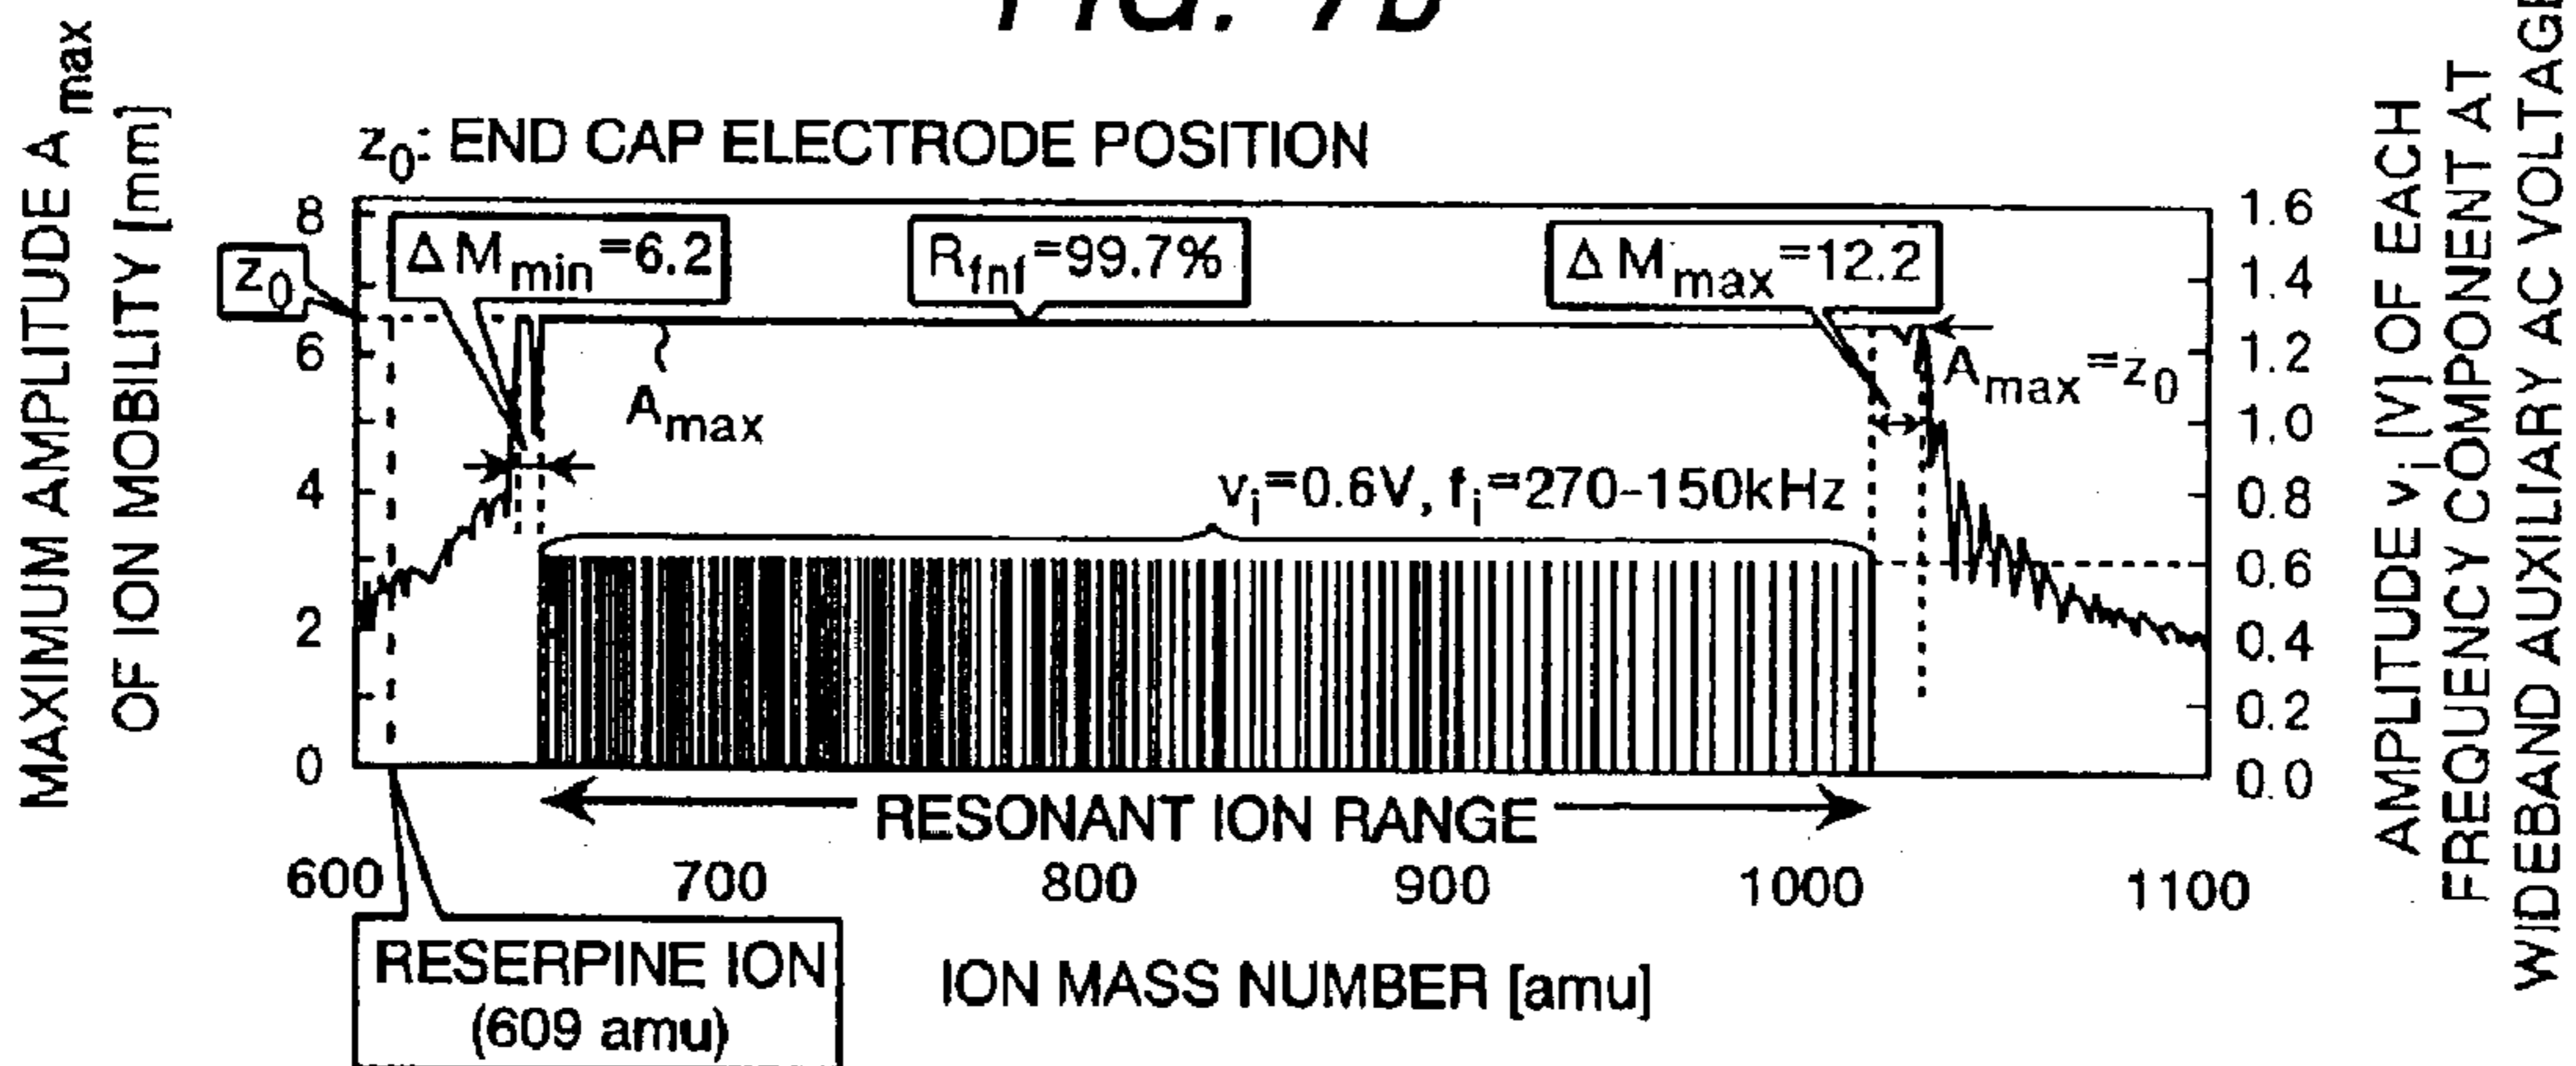 FIG. 7b
z0: END CAP ELECTRODE POSITION
MAXIMUM AMPLITUDE Amax
OF ION MOBILITY [mm]
8
6
4
2
0
z0
ΔMmin=6.2
Rfnf=99.7%
ΔMmax=12.2
Amax
Amax=z0
vi=0.6V, fi=270-150kHz
1.6
1.4
1.2
1.0
0.8
0.6
0.4
0.2
0.0
AMPLITUDE vi [V] OF EACH
FREQUENCY COMPONENT AT
WIDEBAND AUXILIARY AC VOLTAGE
RESONANT ION RANGE
600 700 800 900 1000 1100
RESERPINE ION
(609 amu)
ION MASS NUMBER [amu]